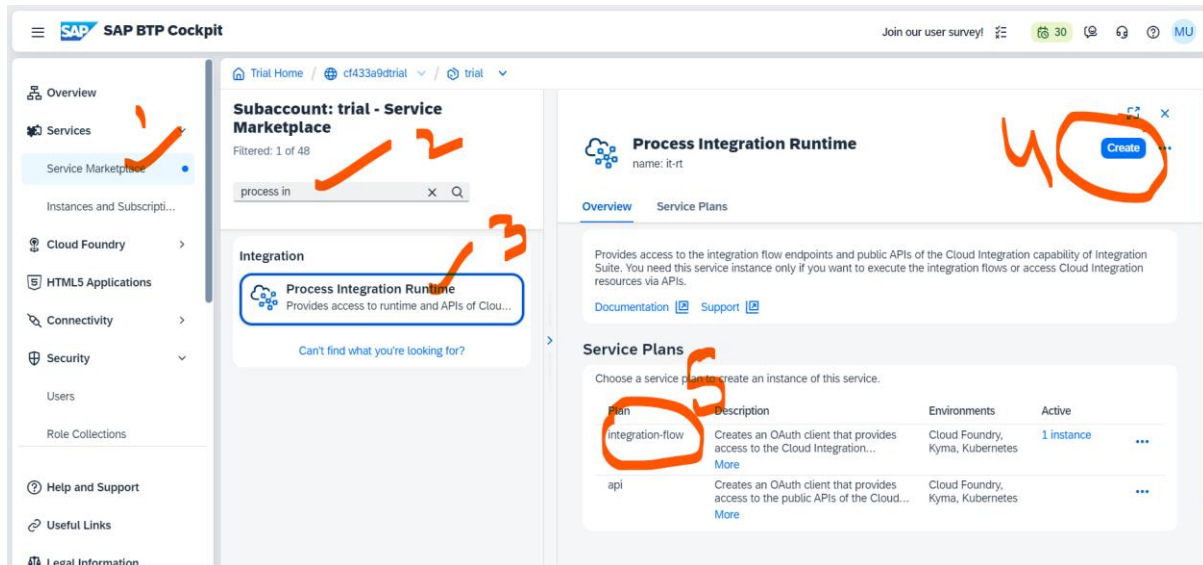 SAP SAP BTP Cockpit
Join our user survey!
30
MU
Overview
Services
Service Marketplace
Instances and Subscripti...
Cloud Foundry
HTML5 Applications
Connectivity
Security
Users
Role Collections
Help and Support
Useful Links
Legal Information
Trial Home / cf433a9dtrial / trial
Subaccount: trial - Service
Marketplace
Filtered: 1 of 48
process in
1
2
3
Integration
Process Integration Runtime
Provides access to runtime and APIs of Clou...
Can't find what you're looking for?
Process Integration Runtime
name: it-rt
4
Create
Overview Service Plans
Provides access to the integration flow endpoints and public APIs of the Cloud Integration capability of Integration
Suite. You need this service instance only if you want to execute the integration flows or access Cloud Integration
resources via APIs.
Documentation Support
Service Plans
Choose a service plan to create an instance of this service.
5
Plan Description Environments Active
integration-flow Creates an OAuth client that provides Cloud Foundry, 1 instance
access to the Cloud Integration... Kyma, Kubernetes
More
api Creates an OAuth client that provides Cloud Foundry,
access to the public APIs of the Cloud... Kyma, Kubernetes
More